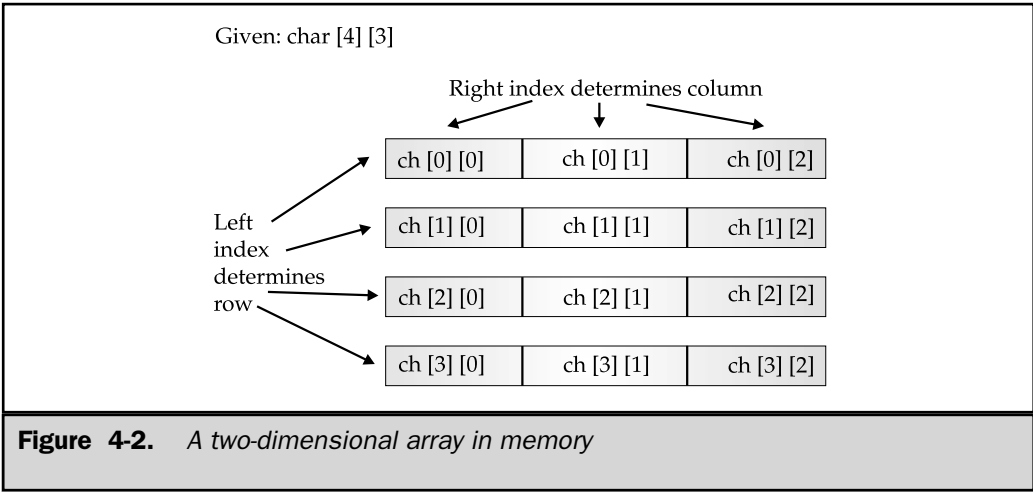 Given: char [4] [3]
Right index determines column
ch [0] [0] ch [0] [1] ch [0] [2]
Left
index
determines
row
ch [1] [0] ch [1] [1] ch [1] [2]
ch [2] [0] ch [2] [1] ch [2] [2]
ch [3] [0] ch [3] [1] ch [3] [2]
Figure 4-2. A two-dimensional array in memory